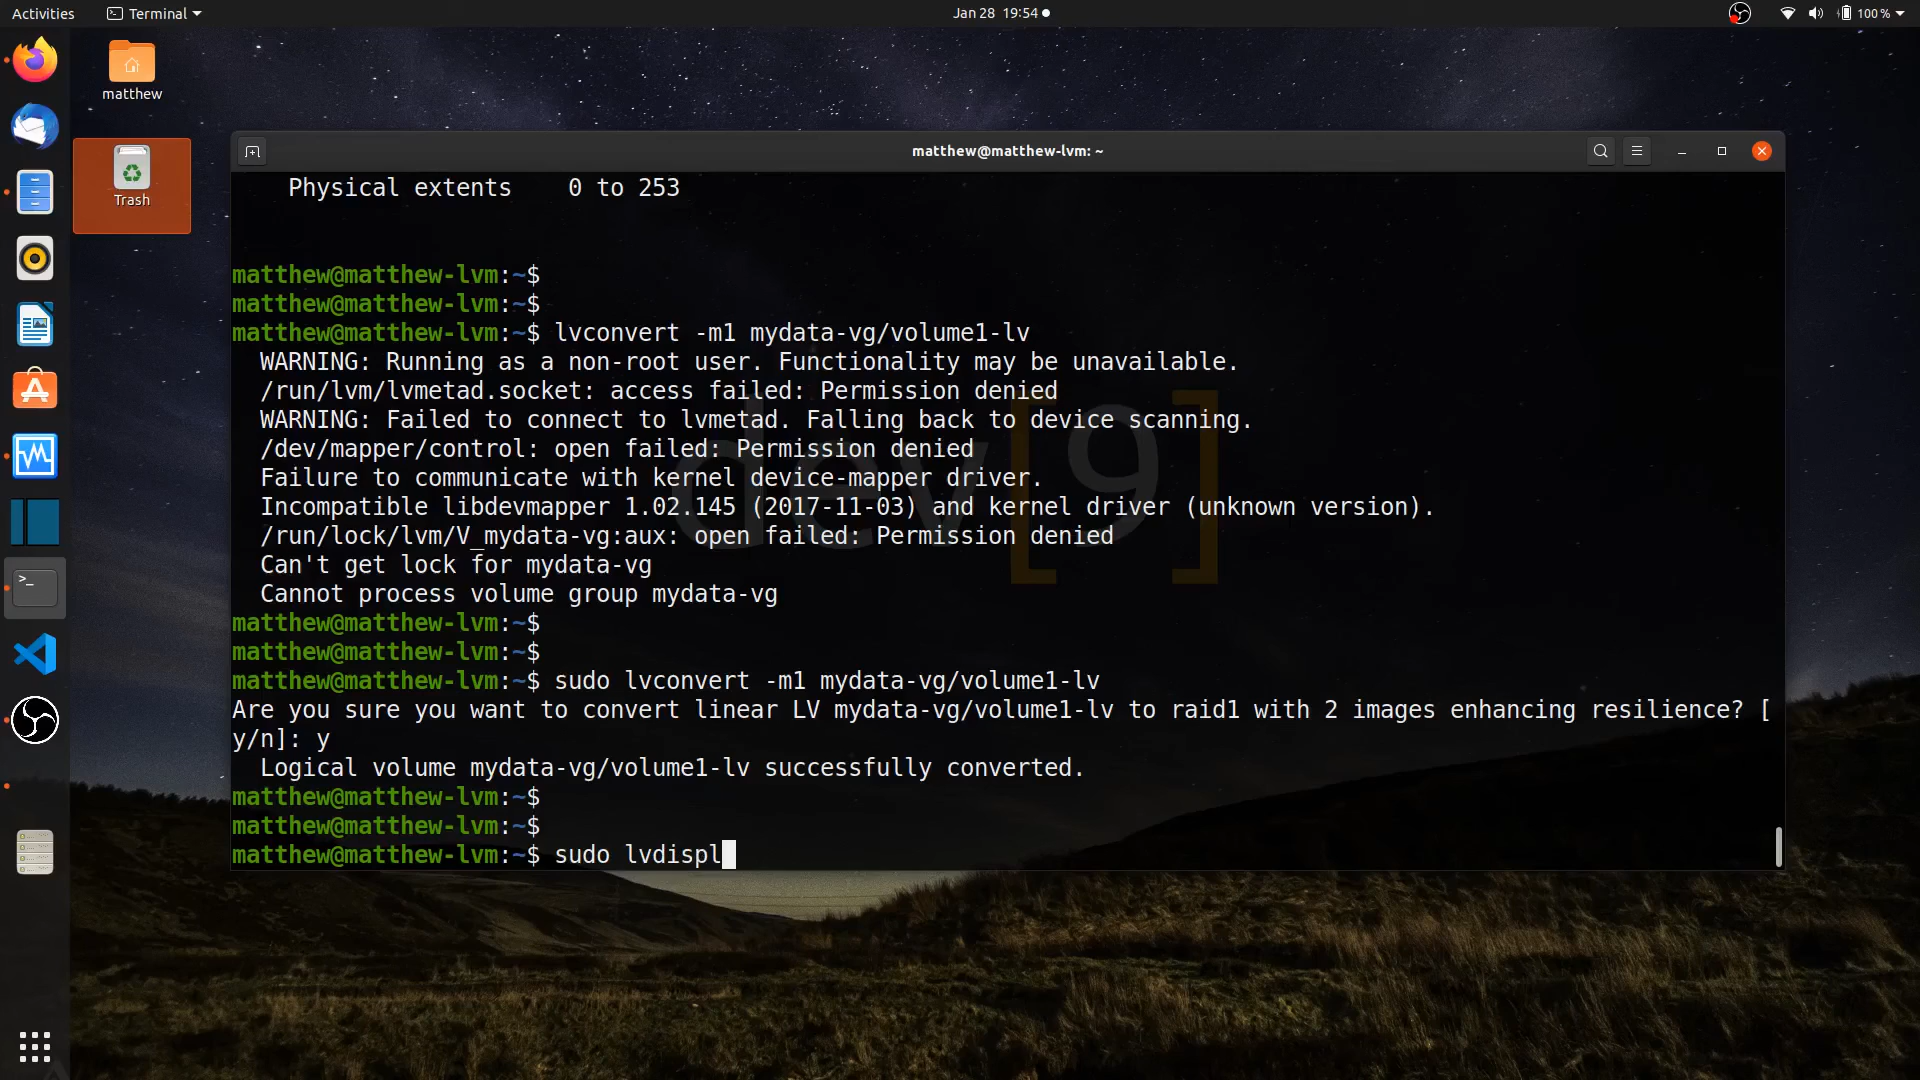 Activities
Terminal
Jan 28 19:54
100 %
matthew
Trash
matthew@matthew-lvm: ~
Physical extents 0 to 253
matthew@matthew-lvm:~$
matthew@matthew-lvm:~$
matthew@matthew-lvm:~$ lvconvert -m1 mydata-vg/volume1-lv
WARNING: Running as a non-root user. Functionality may be unavailable.
/run/lvm/lvmetad.socket: access failed: Permission denied
WARNING: Failed to connect to lvmetad. Falling back to device scanning.
/dev/mapper/control: open failed: Permission denied
Failure to communicate with kernel device-mapper driver.
Incompatible libdevmapper 1.02.145 (2017-11-03) and kernel driver (unknown version).
/run/lock/lvm/V_mydata-vg:aux: open failed: Permission denied
Can't get lock for mydata-vg
Cannot process volume group mydata-vg
matthew@matthew-lvm:~$
matthew@matthew-lvm:~$
matthew@matthew-lvm:~$ sudo lvconvert -m1 mydata-vg/volume1-lv
Are you sure you want to convert linear LV mydata-vg/volume1-lv to raid1 with 2 images enhancing resilience? [
y/n]: y
Logical volume mydata-vg/volume1-lv successfully converted.
matthew@matthew-lvm:~$
matthew@matthew-lvm:~$
matthew@matthew-lvm:~$ sudo lvdispl
dev[9]